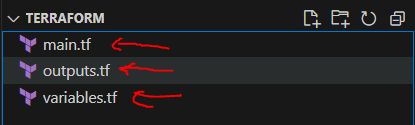 TERRAFORM
main.tf
outputs.tf
variables.tf